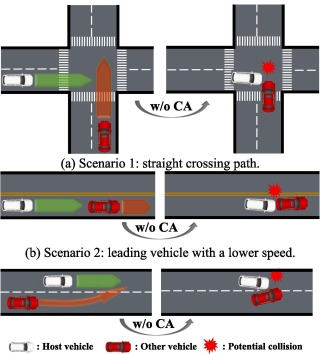 w/o CA
(a) Scenario 1: straight crossing path.
w/o CA
(b) Scenario 2: leading vehicle with a lower speed.
w/o CA
: Host vehicle : Other vehicle : Potential collision